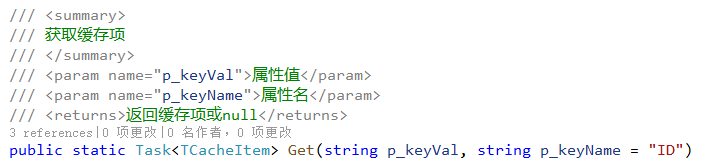 /// <summary>
/// 获取缓存项
/// </summary>
/// <param name="p_keyVal">属性值</param>
/// <param name="p_keyName">属性名</param>
/// <returns>返回缓存项或null</returns>
3 references|0 项更改|0 名作者，0 项更改
public static Task<TCacheItem> Get(string p_keyVal, string p_keyName = "ID")